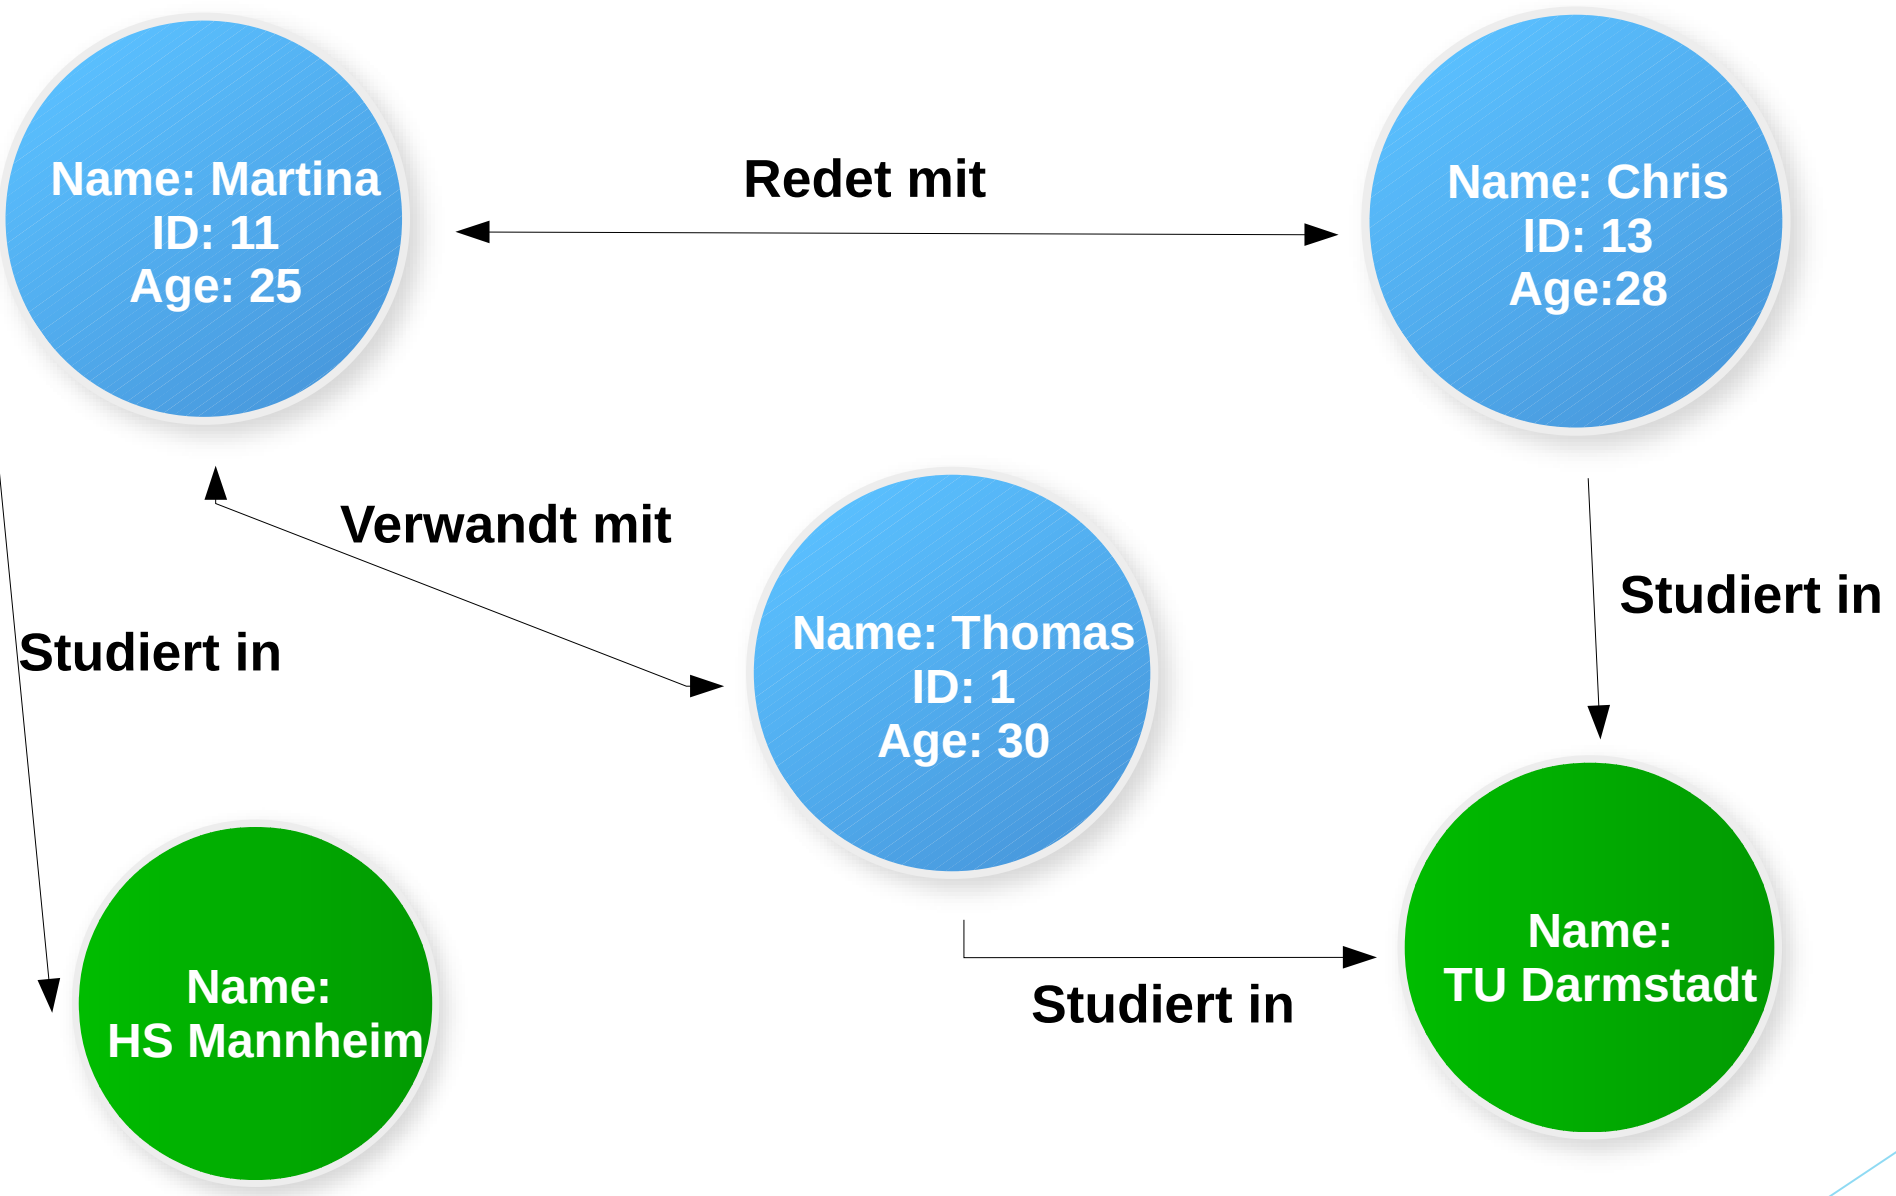 Name: Martina
ID: 11
Age: 25
Redet mit
Name: Chris
ID: 13
Age:28
Verwandt mit
Studiert in
Name: Thomas
ID: 1
Age: 30
Studiert in
Name:
HS Mannheim
Studiert in
Name:
TU Darmstadt